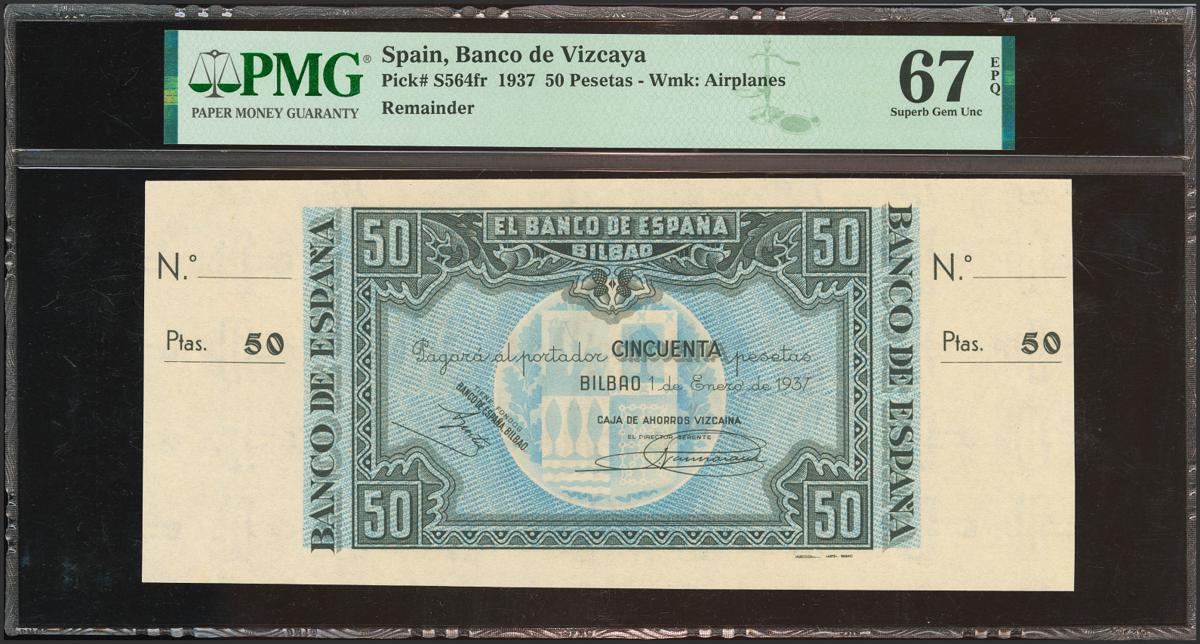 PMG®
PAPER MONEY GUARANTY
Spain, Banco de Vizcaya
Pick# S564fr 1937 50 Pesetas - Wmk: Airplanes
Remainder
67 EPQ
Superb Gem Unc
N.º
Ptas. 50
BANCO DE ESPAÑA
50
EL BANCO DE ESPAÑA
BILBAO
50
Pagará al portador CINCUENTA pesetas
BILBAO 1 de Enero de 1937
TIENE FONDOS
BANCO DE ESPAÑA, BILBAO.
CAJA DE AHORROS VIZCAINA
EL DIRECTOR GERENTE
50
50
BANCO DE ESPAÑA
N.º
Ptas. 50